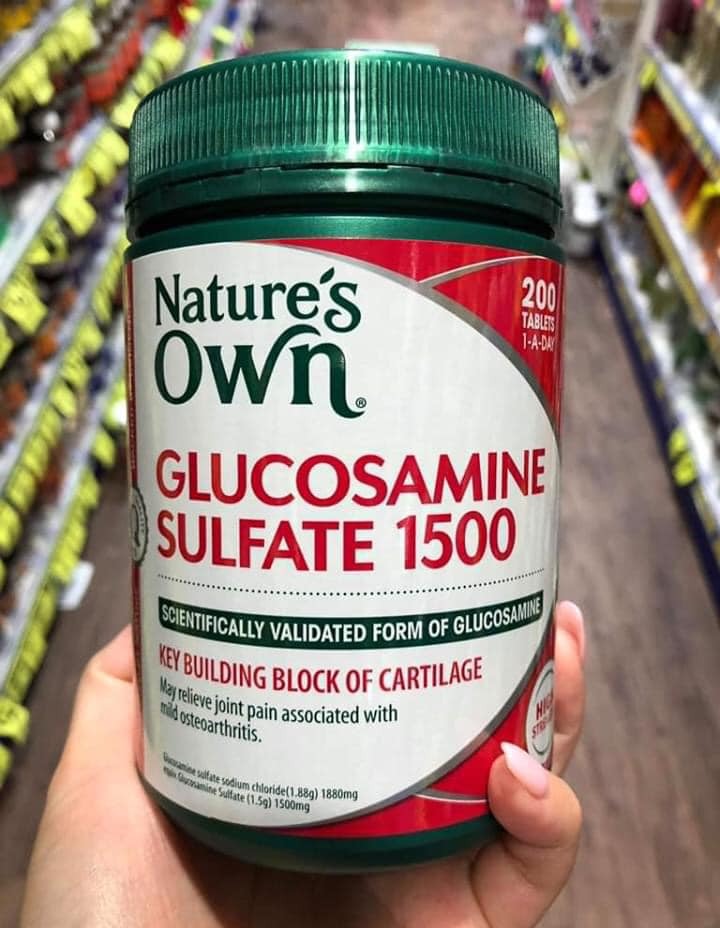 Nature's
Own®
200
TABLETS
1-A-DAY
GLUCOSAMINE
SULFATE 1500
SCIENTIFICALLY VALIDATED FORM OF GLUCOSAMINE
KEY BUILDING BLOCK OF CARTILAGE
May relieve joint pain associated with
mild osteoarthritis.
Glucosamine sulfate sodium chloride(1.88g) 1880mg
equiv Glucosamine Sulfate (1.5g) 1500mg